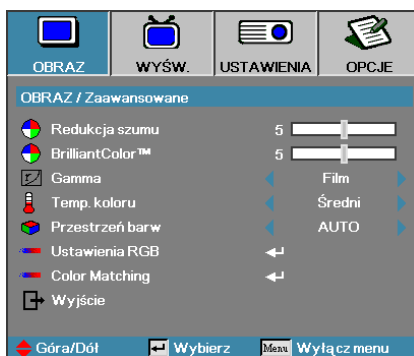 OBRAZ WYŚW. USTAWIENIA OPCJE
OBRAZ / Zaawansowane
Redukcja szumu 5
BrilliantColor™ 5
Gamma Film
Temp. koloru Średni
Przestrzeń barw AUTO
Ustawienia RGB
Color Matching
Wyjście
Góra/Dół Wybierz Menu Wyłącz menu